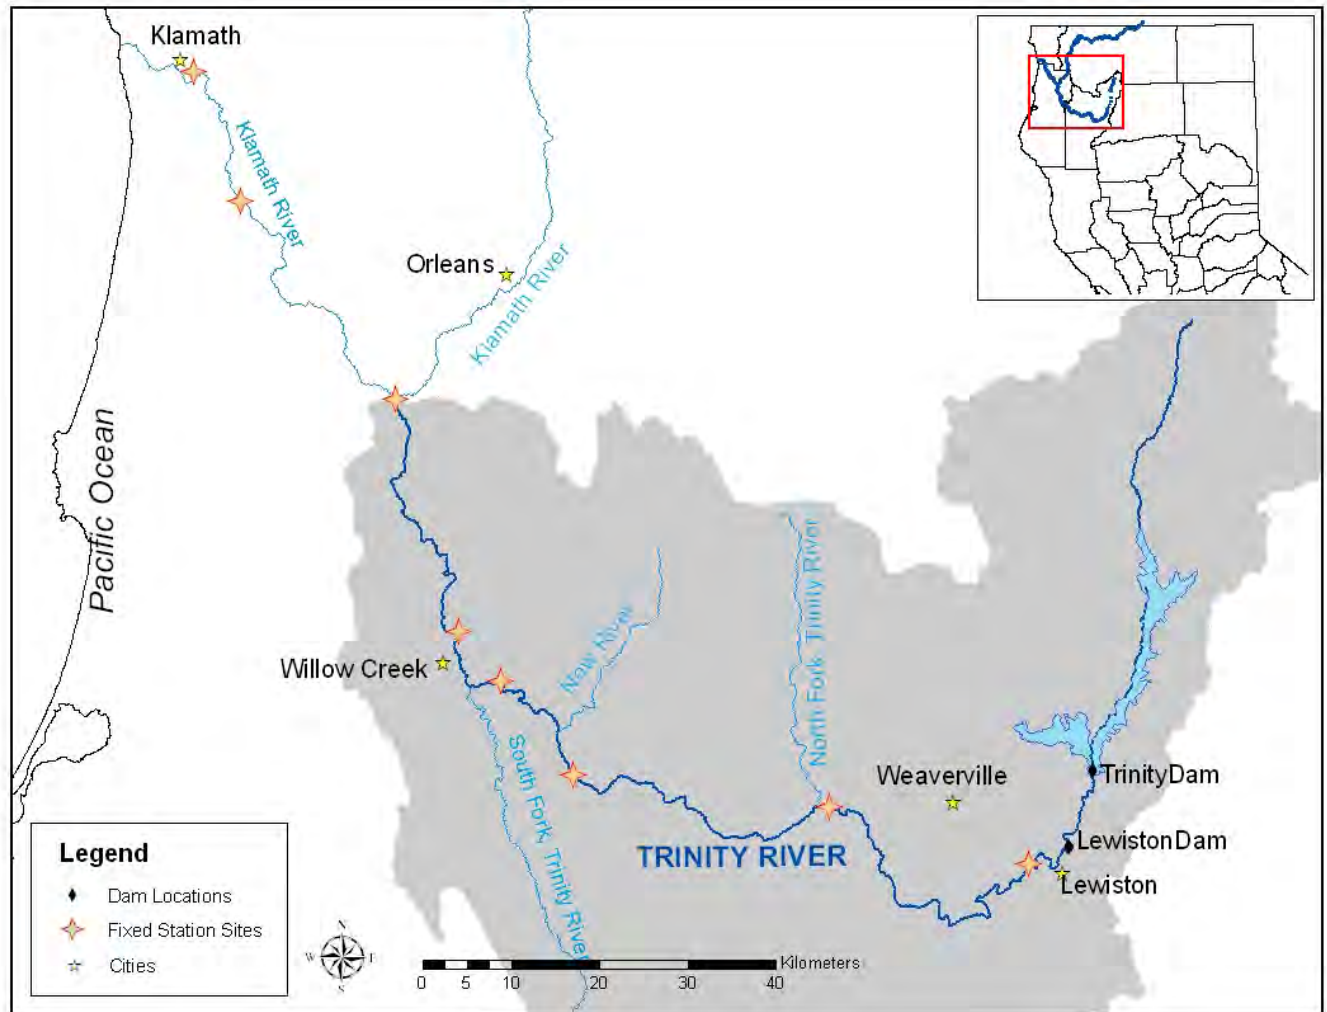 Klamath
Klamath River
Orleans
Klamath River
Pacific Ocean
Willow Creek
New River
North Fork, Trinity River
South Fork, Trinity River
Weaverville
TrinityDam
TRINITY RIVER
LewistonDam
Lewiston
Legend
Dam Locations
Fixed Station Sites
Cities
N
W
E
S
Kilometers
0 5 10 20 30 40